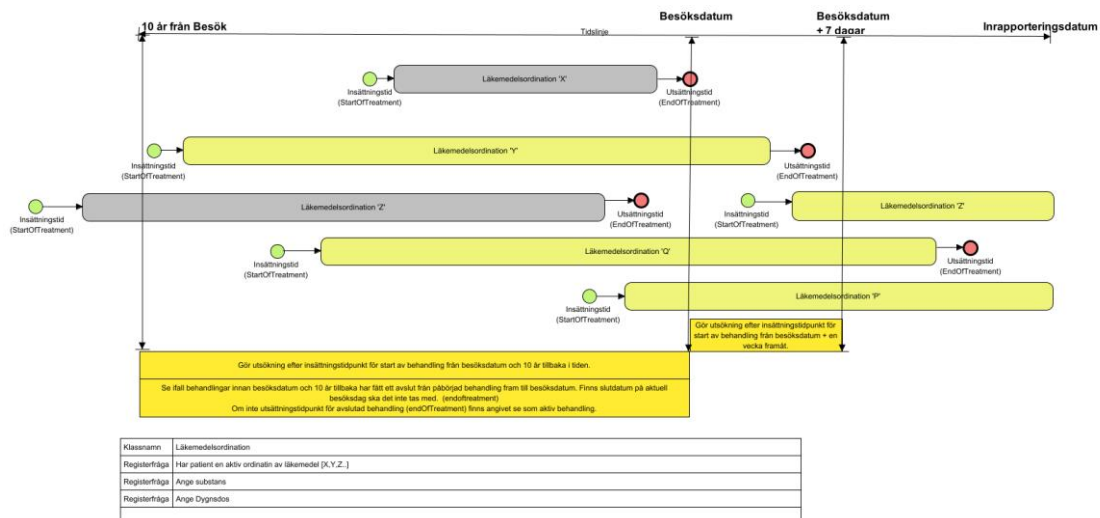 10 år från Besök
Besöksdatum
Besöksdatum
+ 7 dagar
Inrapporteringsdatum
Tidslinje
Läkemedelsordination 'X'
Insättningstid
(StartOfTreatment)
Utsättningstid
(EndOfTreatment)
Läkemedelsordination 'Y'
Insättningstid
(StartOfTreatment)
Utsättningstid
(EndOfTreatment)
Läkemedelsordination 'Z'
Insättningstid
(StartOfTreatment)
Utsättningstid
(EndOfTreatment)
Läkemedelsordination 'Z'
Insättningstid
(StartOfTreatment)
Läkemedelsordination 'Q'
Insättningstid
(StartOfTreatment)
Utsättningstid
(EndOfTreatment)
Läkemedelsordination 'P'
Insättningstid
(StartOfTreatment)
Gör utsökning efter insättningstidpunkt för
start av behandling från besöksdatum + en
vecka framåt.
Gör utsökning efter insättningstidpunkt för start av behandling från besöksdatum och 10 år tillbaka i tiden.
Se ifall behandlingar innan besöksdatum och 10 år tillbaka har fått ett avslut från påbörjad behandling fram till besöksdatum. Finns slutdatum på aktuell
besöksdag ska det inte tas med. (endoftreatment)
Om inte utsättningstidpunkt för avslutad behandling (endOfTreatment) finns angivet se som aktiv behandling.
Klassnamn Läkemedelsordination
Registerfråga Har patient en aktiv ordinatin av läkemedel [X,Y,Z..]
Registerfråga Ange substans
Registerfråga Ange Dygnsdos